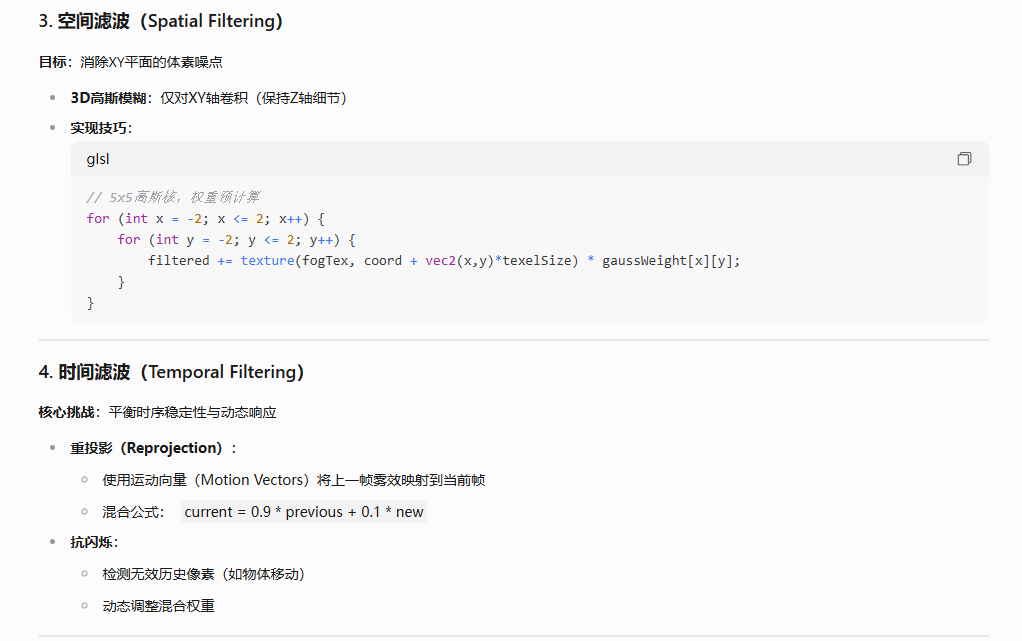 3. 空间滤波（Spatial Filtering）
目标：消除XY平面的体素噪点
3D高斯模糊：仅对XY轴卷积（保持Z轴细节）
实现技巧：
glsl
// 5x5高斯核，权重预计算
for (int x = -2; x <= 2; x++) {
    for (int y = -2; y <= 2; y++) {
        filtered += texture(fogTex, coord + vec2(x,y)*texelSize) * gaussWeight[x][y];
    }
}
4. 时间滤波（Temporal Filtering）
核心挑战：平衡时序稳定性与动态响应
重投影（Reprojection）：
使用运动向量（Motion Vectors）将上一帧雾效映射到当前帧
混合公式： current = 0.9 * previous + 0.1 * new
抗闪烁：
检测无效历史像素（如物体移动）
动态调整混合权重